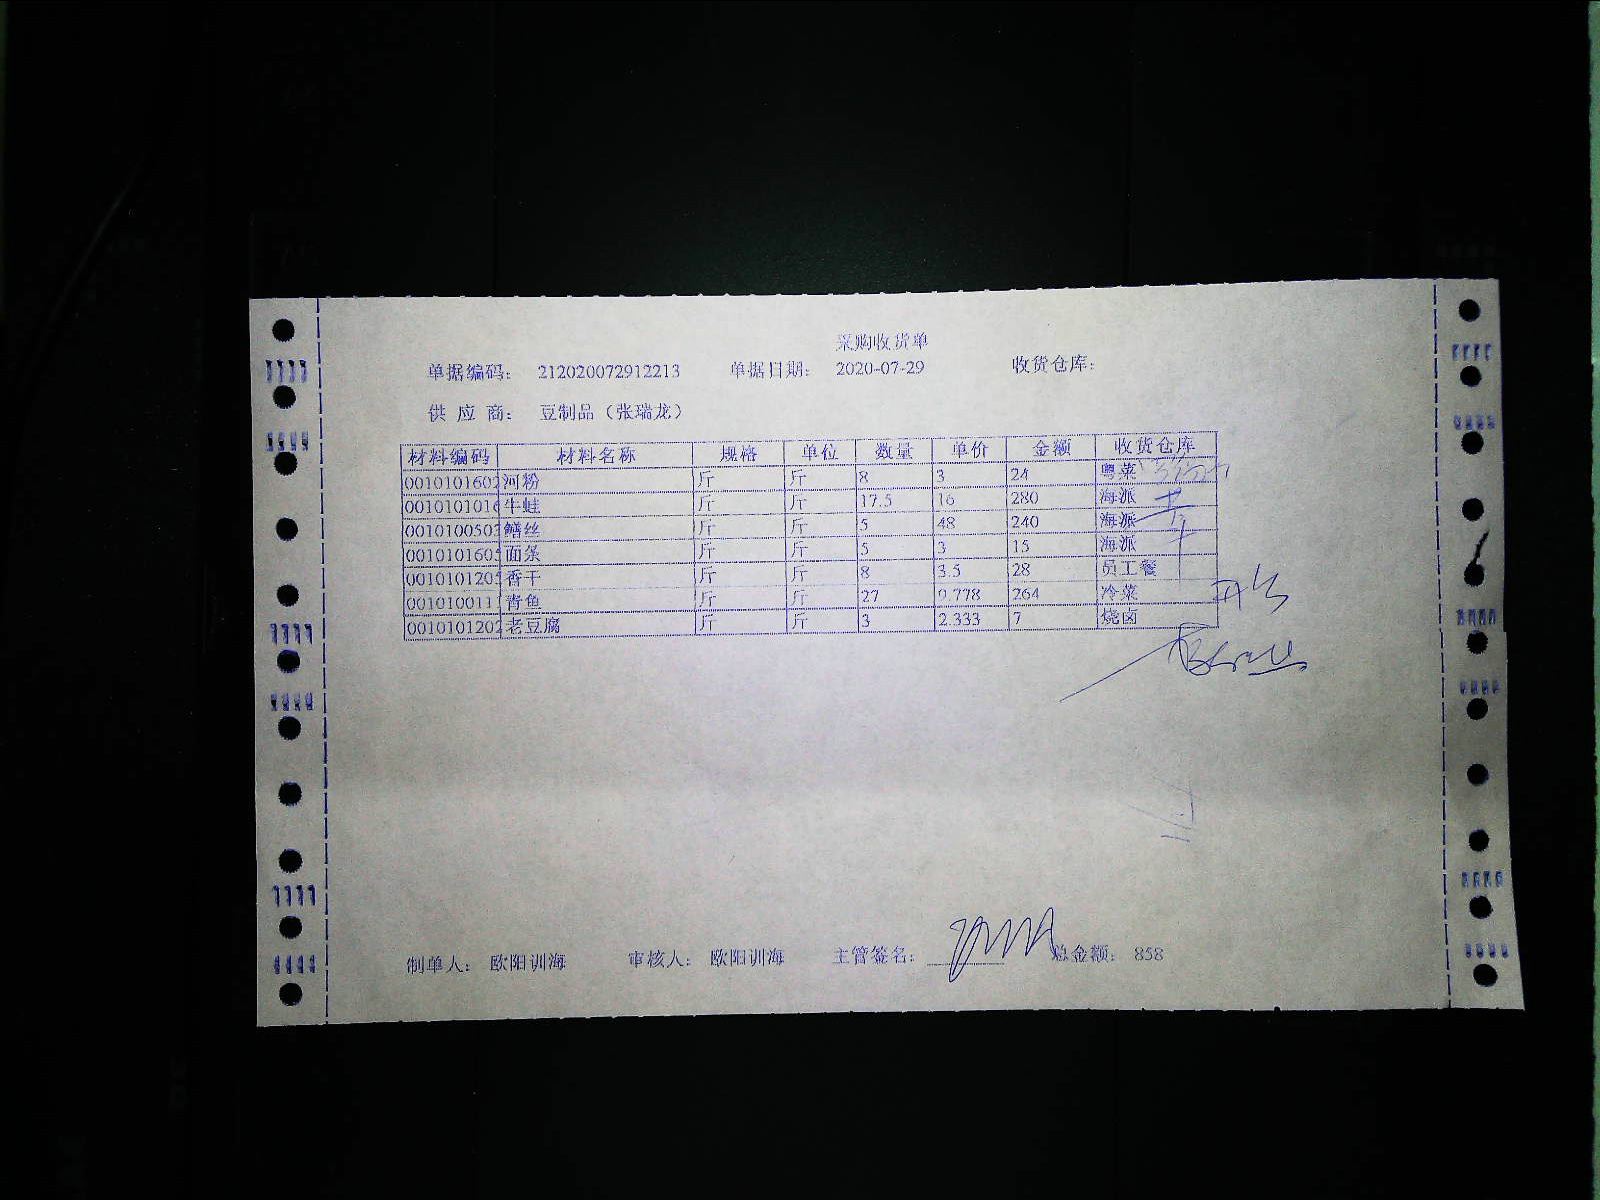 采购收货单
单据编码： 212020072912213 单据日期： 2020-07-29 收货仓库：
供 应 商： 豆制品（张瑞龙）
材料编码 材料名称 规格 单位 数量 单价 金额 收货仓库
0010101602 河粉 斤 斤 8 3 24 粤菜
0010101016 牛蛙 斤 斤 17.5 16 280 海派
0010100503 鳝丝 斤 斤 5 48 240 海派
0010101605 面条 斤 斤 5 3 15 海派
0010101205 香干 斤 斤 8 3.5 28 员工餐
001010011 青鱼 斤 斤 27 9.778 264 冷菜
0010101202 老豆腐 斤 斤 3 2.333 7 烧卤
制单人： 欧阳训海 审核人： 欧阳训海 主管签名： 总金额： 858